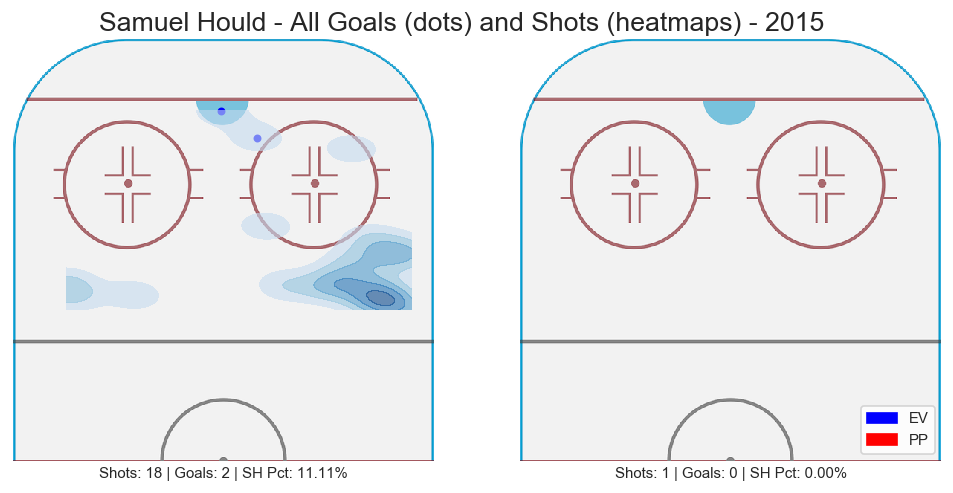 Samuel Hould - All Goals (dots) and Shots (heatmaps) - 2015
EV
PP
Shots: 18 | Goals: 2 | SH Pct: 11.11%
Shots: 1 | Goals: 0 | SH Pct: 0.00%